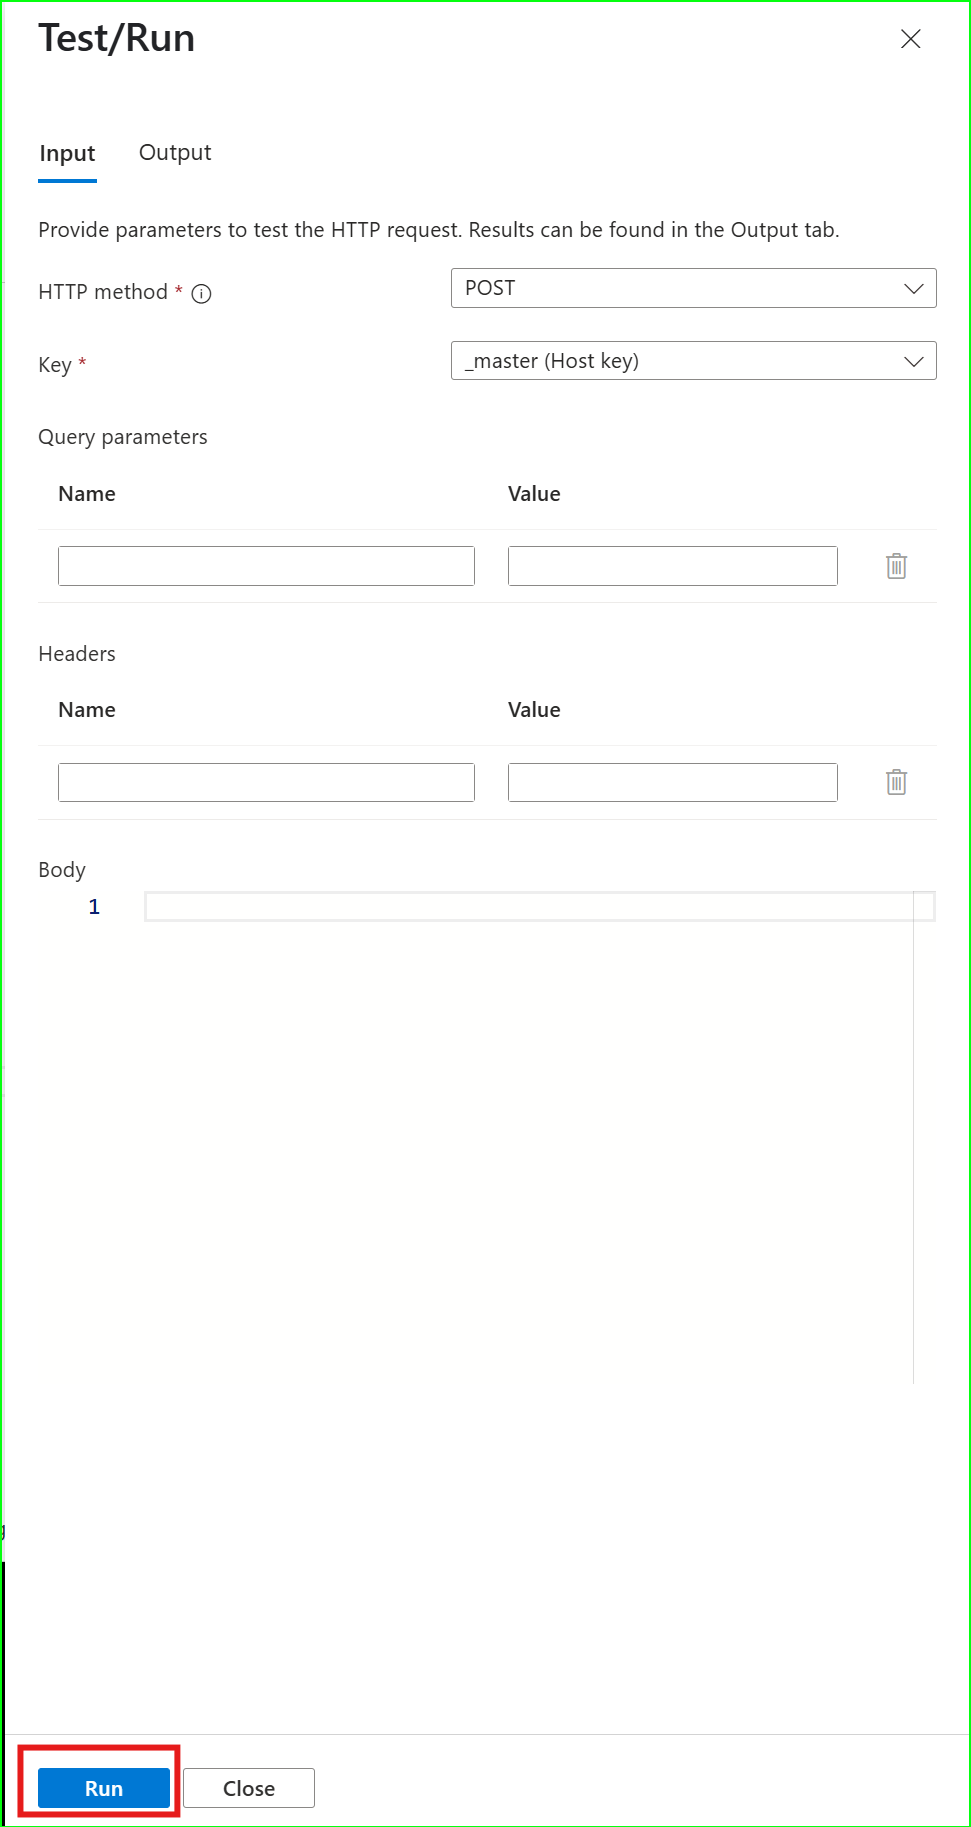 Test/Run
Input Output
Provide parameters to test the HTTP request. Results can be found in the Output tab.
HTTP method * POST
Key * _master (Host key)
Query parameters
Name Value
Headers
Name Value
Body
1
Run Close